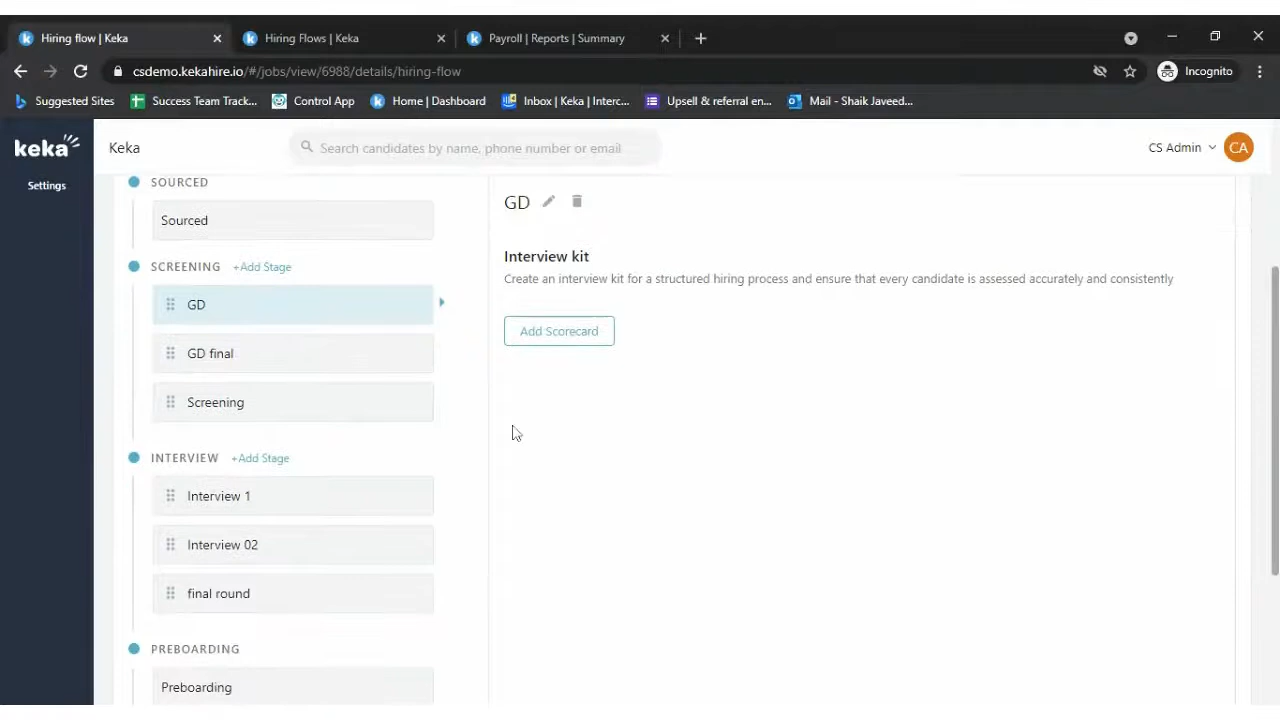 Hiring flow | Keka
Hiring Flows | Keka
Payroll | Reports | Summary
csdemo.kekahire.io/#/jobs/view/6988/details/hiring-flow
Incognito
Suggested Sites
Success Team Track...
Control App
Home | Dashboard
Inbox | Keka | Interc...
Upsell & referral en...
Mail - Shaik Javeed...
keka
Keka
Search candidates by name, phone number or email
CS Admin
CA
Settings
SOURCED
Sourced
SCREENING +Add Stage
GD
GD final
Screening
INTERVIEW +Add Stage
Interview 1
Interview 02
final round
PREBOARDING
Preboarding
GD
Interview kit
Create an interview kit for a structured hiring process and ensure that every candidate is assessed accurately and consistently
Add Scorecard